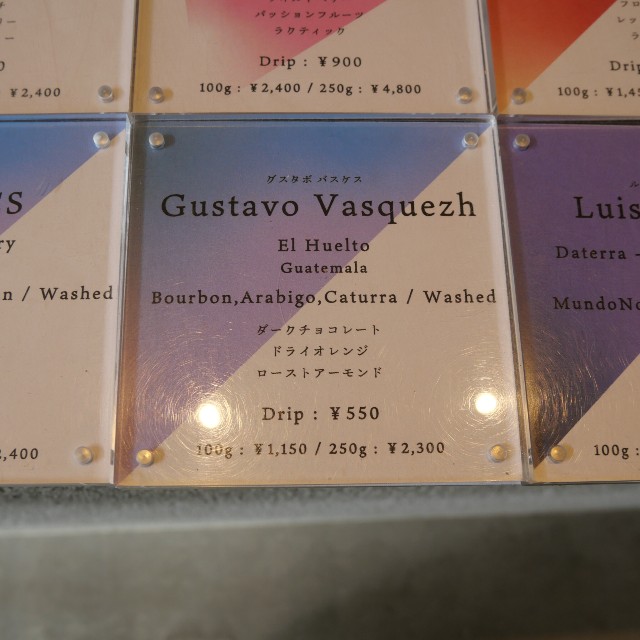 パッションフルーツ
ラクティック
Drip : ¥900
100g : ¥2,400 / 250g : ¥4,800
¥2,400
100g : ¥1,45
グスタボ バスケス
Gustavo Vasquezh
El Huelto
Guatemala
Bourbon,Arabigo,Caturra / Washed
ダークチョコレート
ドライオレンジ
ローストアーモンド
Drip : ¥550
100g : ¥1,150 / 250g : ¥2,300
ry
n / Washed
2,400
Luis
Daterra -
MundoNo
100g :